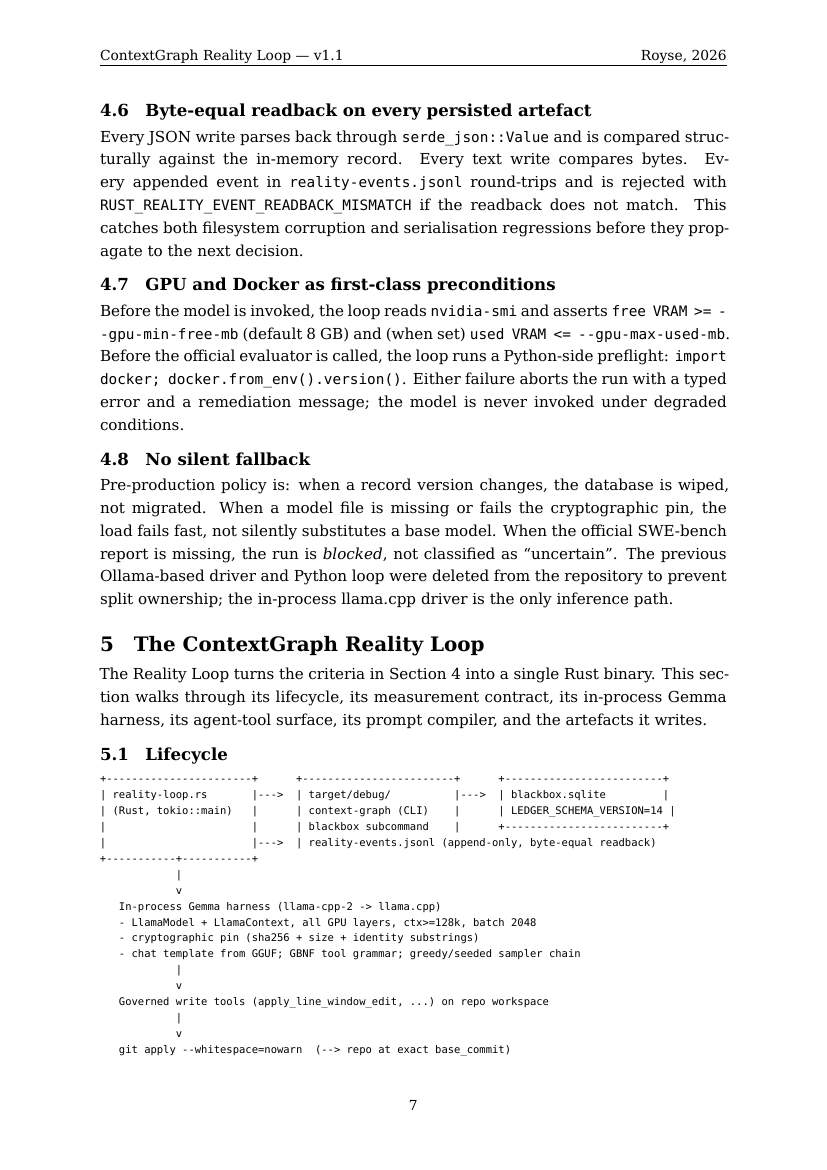 ContextGraph Reality Loop — v1.1 Royse, 2026
4.6 Byte-equal readback on every persisted artefact
Every JSON write parses back through serde_json::Value and is compared struc-
turally against the in-memory record. Every text write compares bytes. Ev-
ery appended event in reality-events.jsonl round-trips and is rejected with
RUST_REALITY_EVENT_READBACK_MISMATCH if the readback does not match. This
catches both filesystem corruption and serialisation regressions before they prop-
agate to the next decision.
4.7 GPU and Docker as first-class preconditions
Before the model is invoked, the loop reads nvidia-smi and asserts free VRAM >= -
-gpu-min-free-mb (default 8 GB) and (when set) used VRAM <= --gpu-max-used-mb.
Before the official evaluator is called, the loop runs a Python-side preflight: import
docker; docker.from_env().version(). Either failure aborts the run with a typed
error and a remediation message; the model is never invoked under degraded
conditions.
4.8 No silent fallback
Pre-production policy is: when a record version changes, the database is wiped,
not migrated. When a model file is missing or fails the cryptographic pin, the
load fails fast, not silently substitutes a base model. When the official SWE-bench
report is missing, the run is blocked, not classified as “uncertain”. The previous
Ollama-based driver and Python loop were deleted from the repository to prevent
split ownership; the in-process llama.cpp driver is the only inference path.
5 The ContextGraph Reality Loop
The Reality Loop turns the criteria in Section 4 into a single Rust binary. This sec-
tion walks through its lifecycle, its measurement contract, its in-process Gemma
harness, its agent-tool surface, its prompt compiler, and the artefacts it writes.
5.1 Lifecycle
+-----------------------+      +------------------------+      +-------------------------+
| reality-loop.rs       |--->  | target/debug/          |--->  | blackbox.sqlite         |
| (Rust, tokio::main)   |      | context-graph (CLI)    |      | LEDGER_SCHEMA_VERSION=14 |
|                       |      | blackbox subcommand    |      +-------------------------+
|                       |--->  | reality-events.jsonl (append-only, byte-equal readback)
+-----------+-----------+
            |
            v
   In-process Gemma harness (llama-cpp-2 -> llama.cpp)
   - LlamaModel + LlamaContext, all GPU layers, ctx>=128k, batch 2048
   - cryptographic pin (sha256 + size + identity substrings)
   - chat template from GGUF; GBNF tool grammar; greedy/seeded sampler chain
            |
            v
   Governed write tools (apply_line_window_edit, ...) on repo workspace
            |
            v
   git apply --whitespace=nowarn  (--> repo at exact base_commit)
7